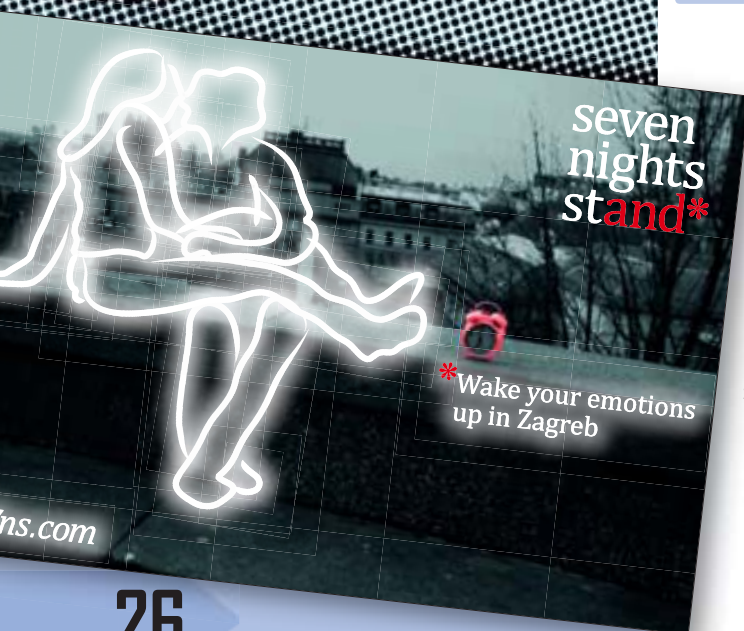 seven
nights
stand*
*Wake your emotions
up in Zagreb
ns.com
26